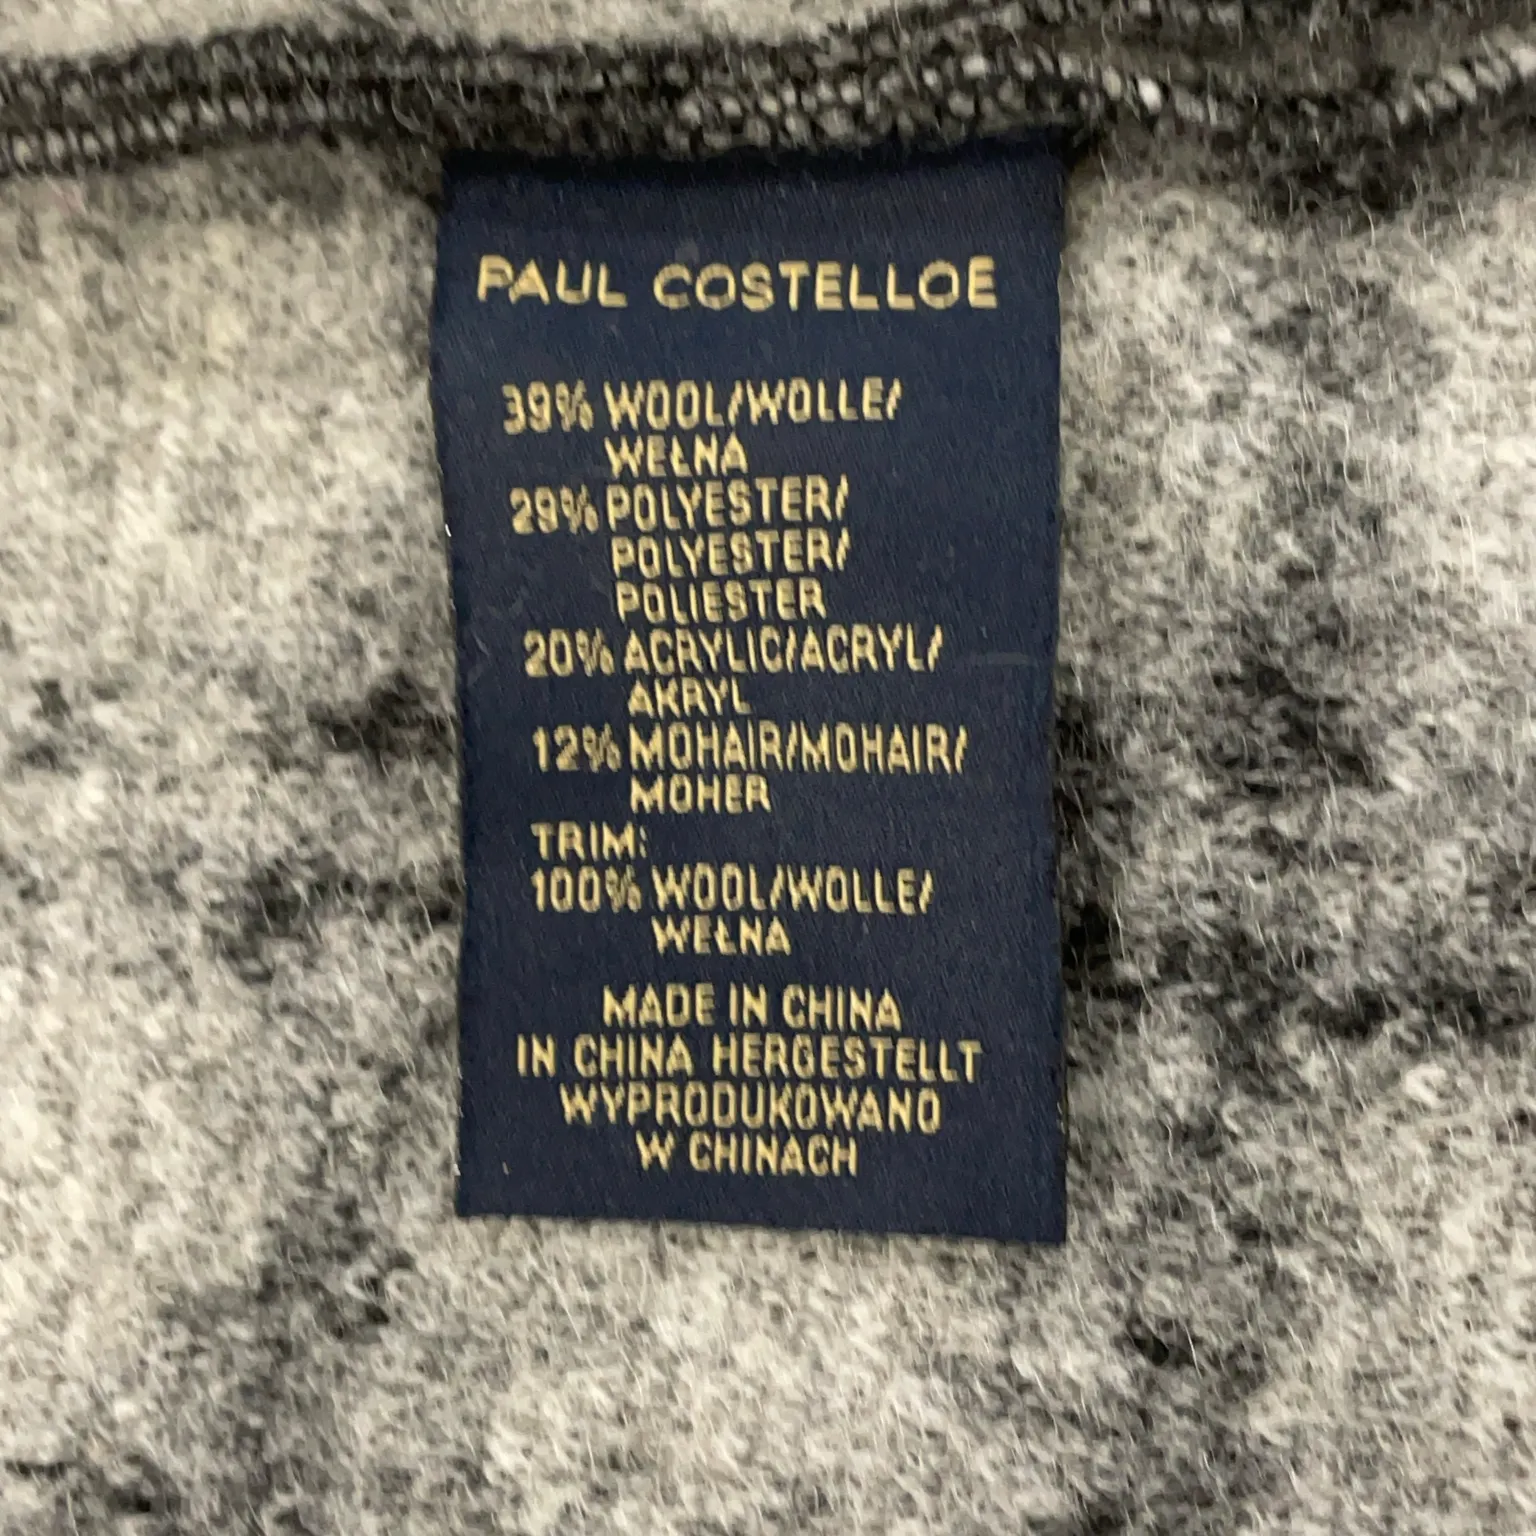 PAUL COSTELLOE
39% WOOL/WOLLE/
WEŁNA
29% POLYESTER/
POLYESTER/
POLIESTER
20% ACRYLIC/ACRYL/
AKRYL
12% MOHAIR/MOHAIR/
MOHER
TRIM:
100% WOOL/WOLLE/
WEŁNA
MADE IN CHINA
IN CHINA HERGESTELLT
WYPRODUKOWANO
W CHINACH